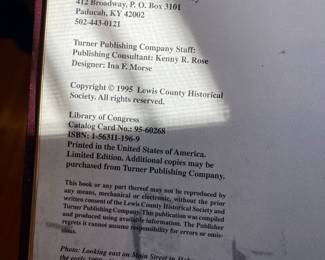 412 Broadway, P. O. Box 3101
Paducah, KY 42002
502-443-0121
Turner Publishing Company Staff:
Publishing Consultant: Kenny R. Rose
Designer: Ina F. Morse
Copyright © 1995 Lewis County Historical
Society. All rights reserved.
Library of Congress
Catalog Card No.: 95-60268
ISBN: 1-56311-196-9
Printed in the United States of America.
Limited Edition. Additional copies may be
purchased from Turner Publishing Company.
This book or any part thereof may not be reproduced by
any means, mechanical or electronic, without the prior
written consent of the Lewis County Historical Society and
Turner Publishing Company. This publication was compiled
and produced using available information. The Publisher
regrets it cannot assume responsibility for errors or omis-
sions.
Photo: Looking east on Main Street in
the early